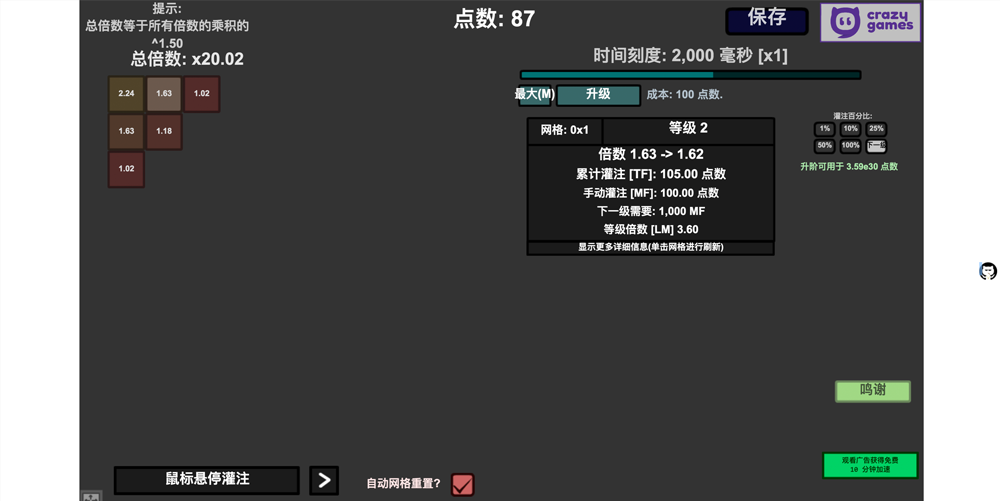 提示:
总倍数等于所有倍数的乘积的
^1.50
总倍数: x20.02
2.24 1.63 1.02
1.63 1.18
1.02
点数: 87
保存
crazy
games
时间刻度: 2,000 毫秒 [x1]
最大(M) 升级 成本: 100 点数.
网格: 0x1 等级 2
倍数 1.63 -> 1.62
累计灌注 [TF]: 105.00 点数
手动灌注 [MF]: 100.00 点数
下一级需要: 1,000 MF
等级倍数 [LM] 3.60
显示更多详细信息(单击网格进行刷新)
灌注百分比:
1% 10% 25%
50% 100% 下一级
升阶可用于 3.59e30 点数
鸣谢
观看广告获得免费
10 分钟加速
鼠标悬停灌注 >
自动网格重置?